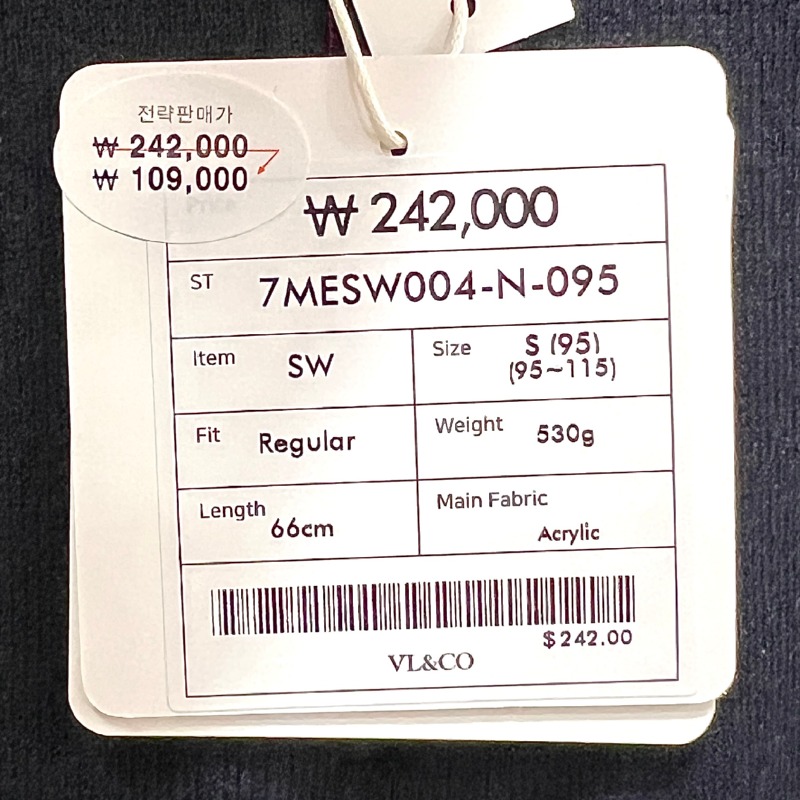 전략판매가
₩ 242,000
₩ 109,000
Price
₩ 242,000
ST 7MESW004-N-095
Item SW
Size S (95)
(95~115)
Fit Regular
Weight 530g
Length 66cm
Main Fabric
Acrylic
$242.00
VL&CO